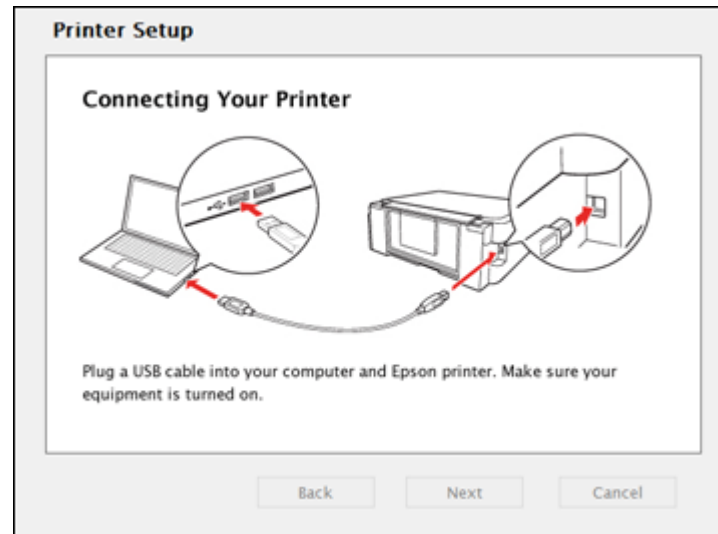 Printer Setup
Connecting Your Printer
Plug a USB cable into your computer and Epson printer. Make sure your
equipment is turned on.
Back
Next
Cancel